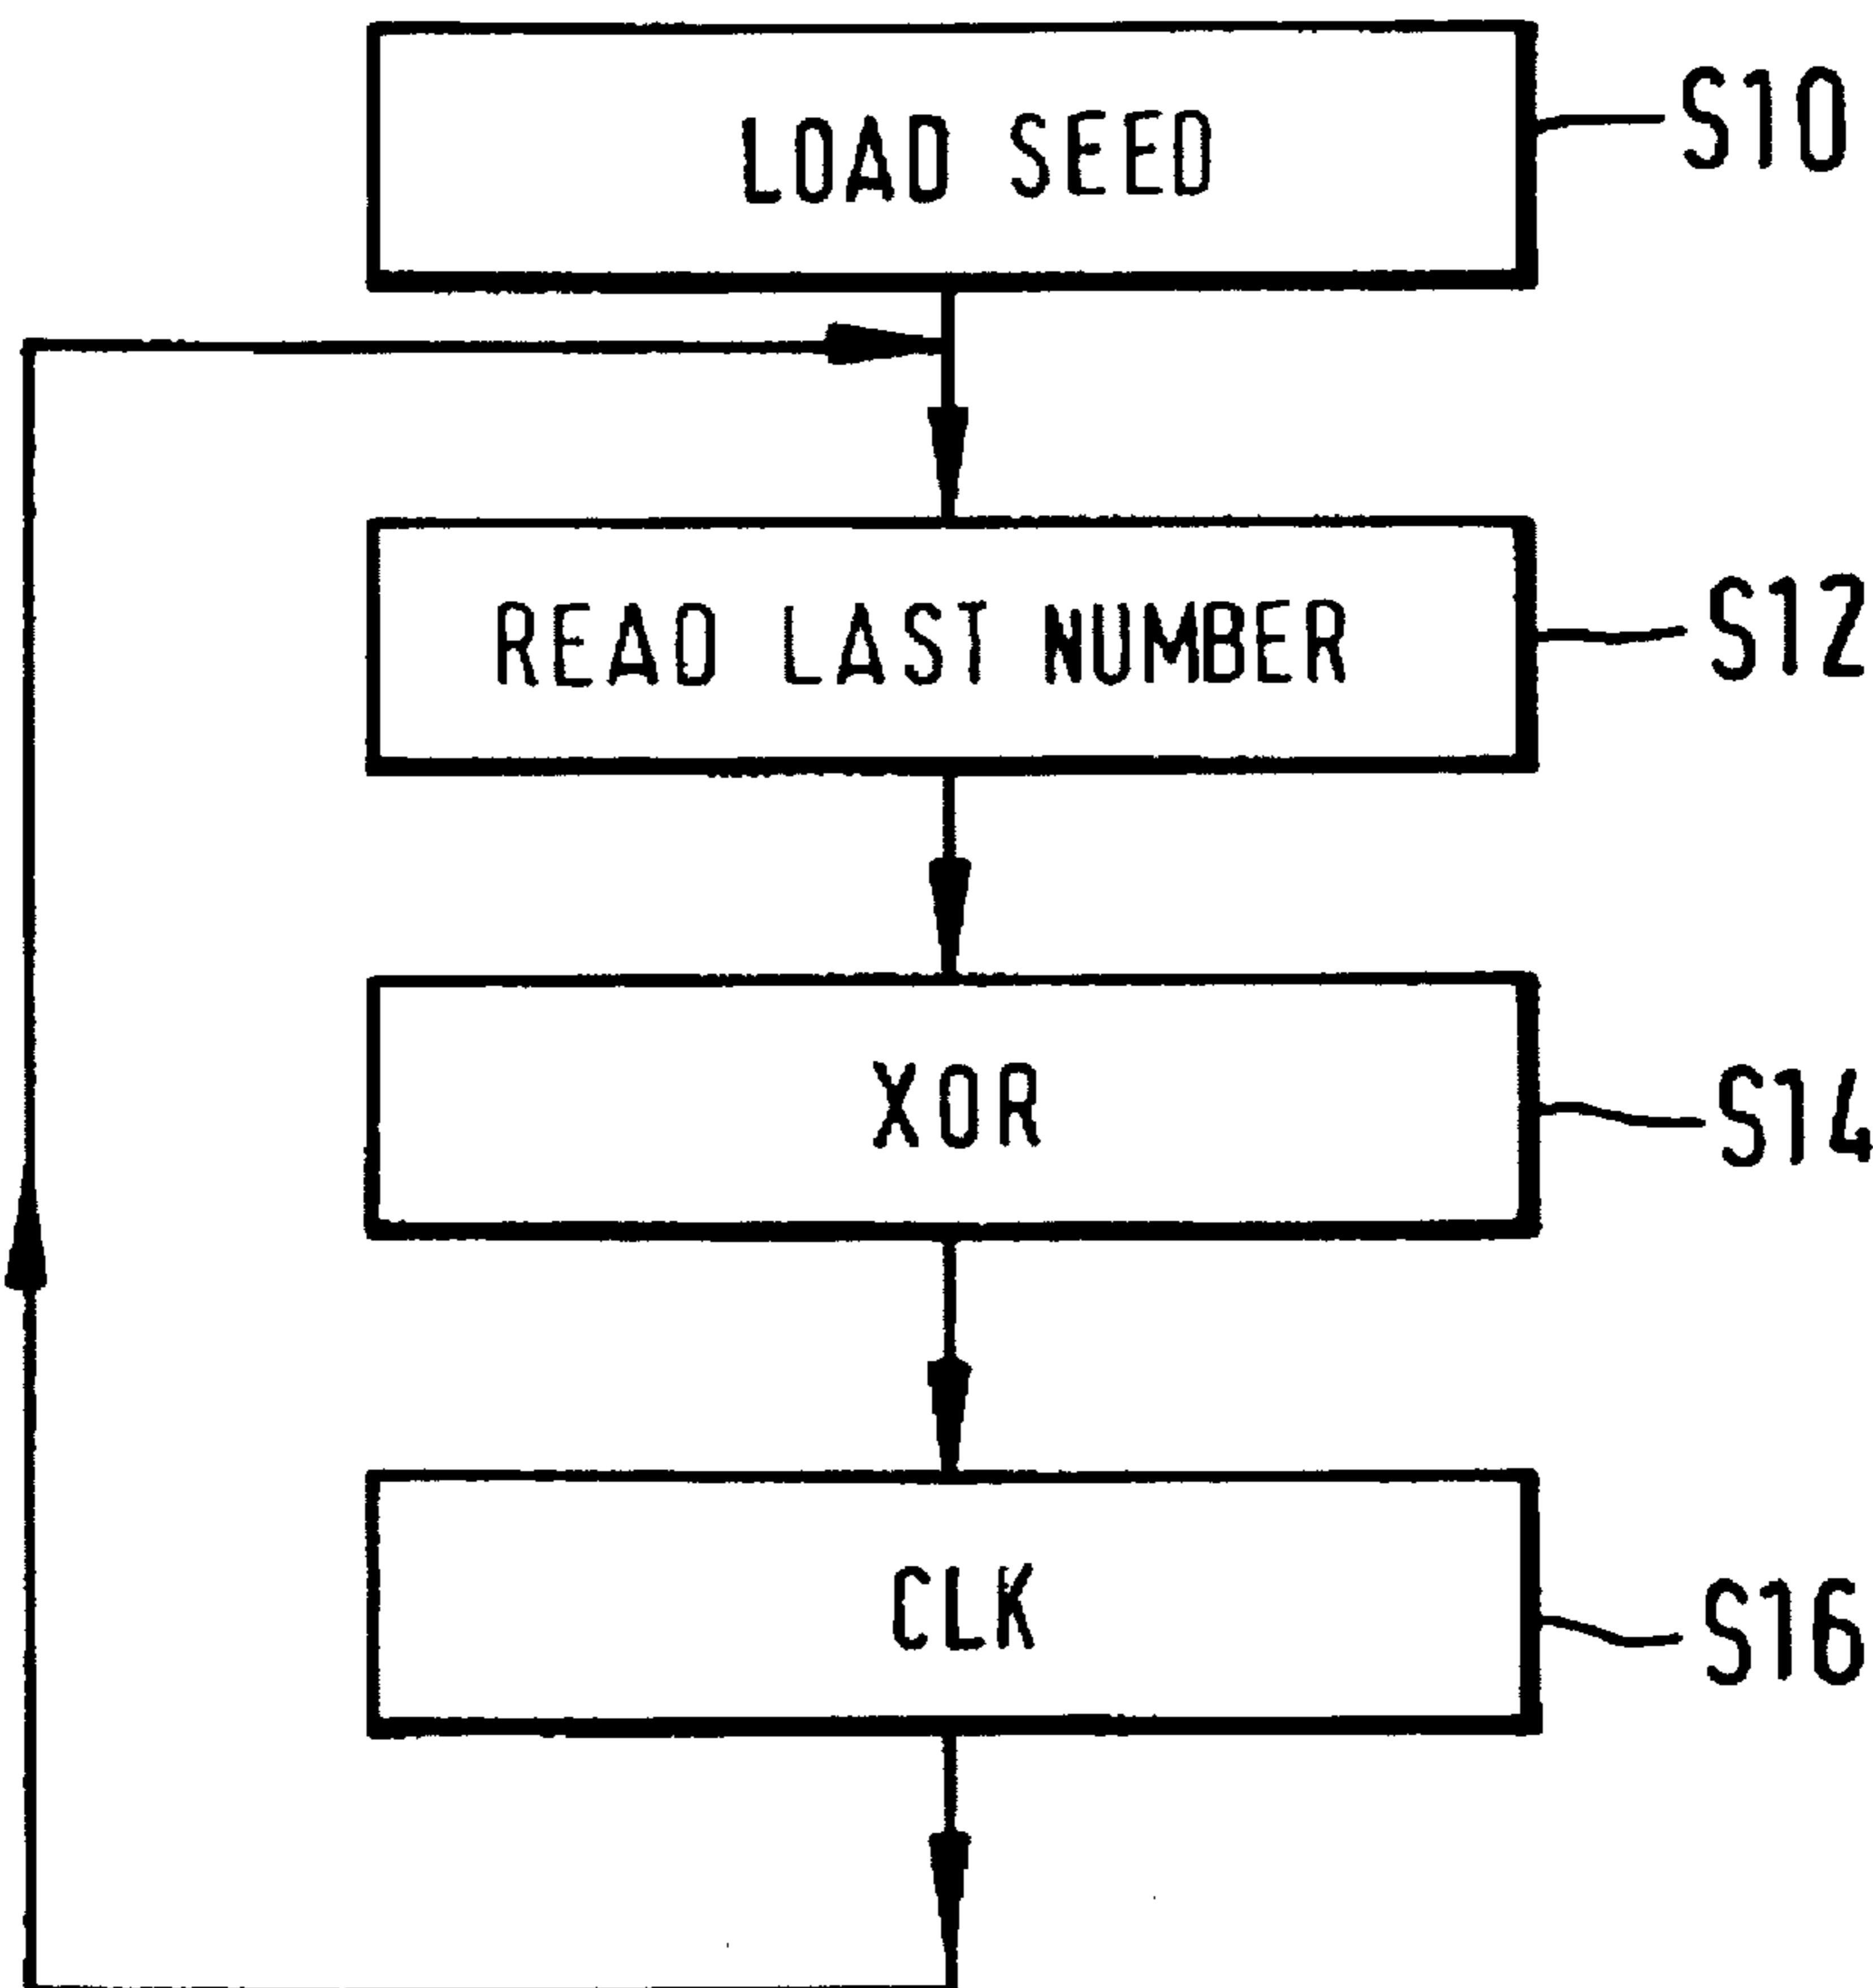 LOAD SEED
S10
READ LAST NUMBER
S12
XOR
S14
CLK
S16